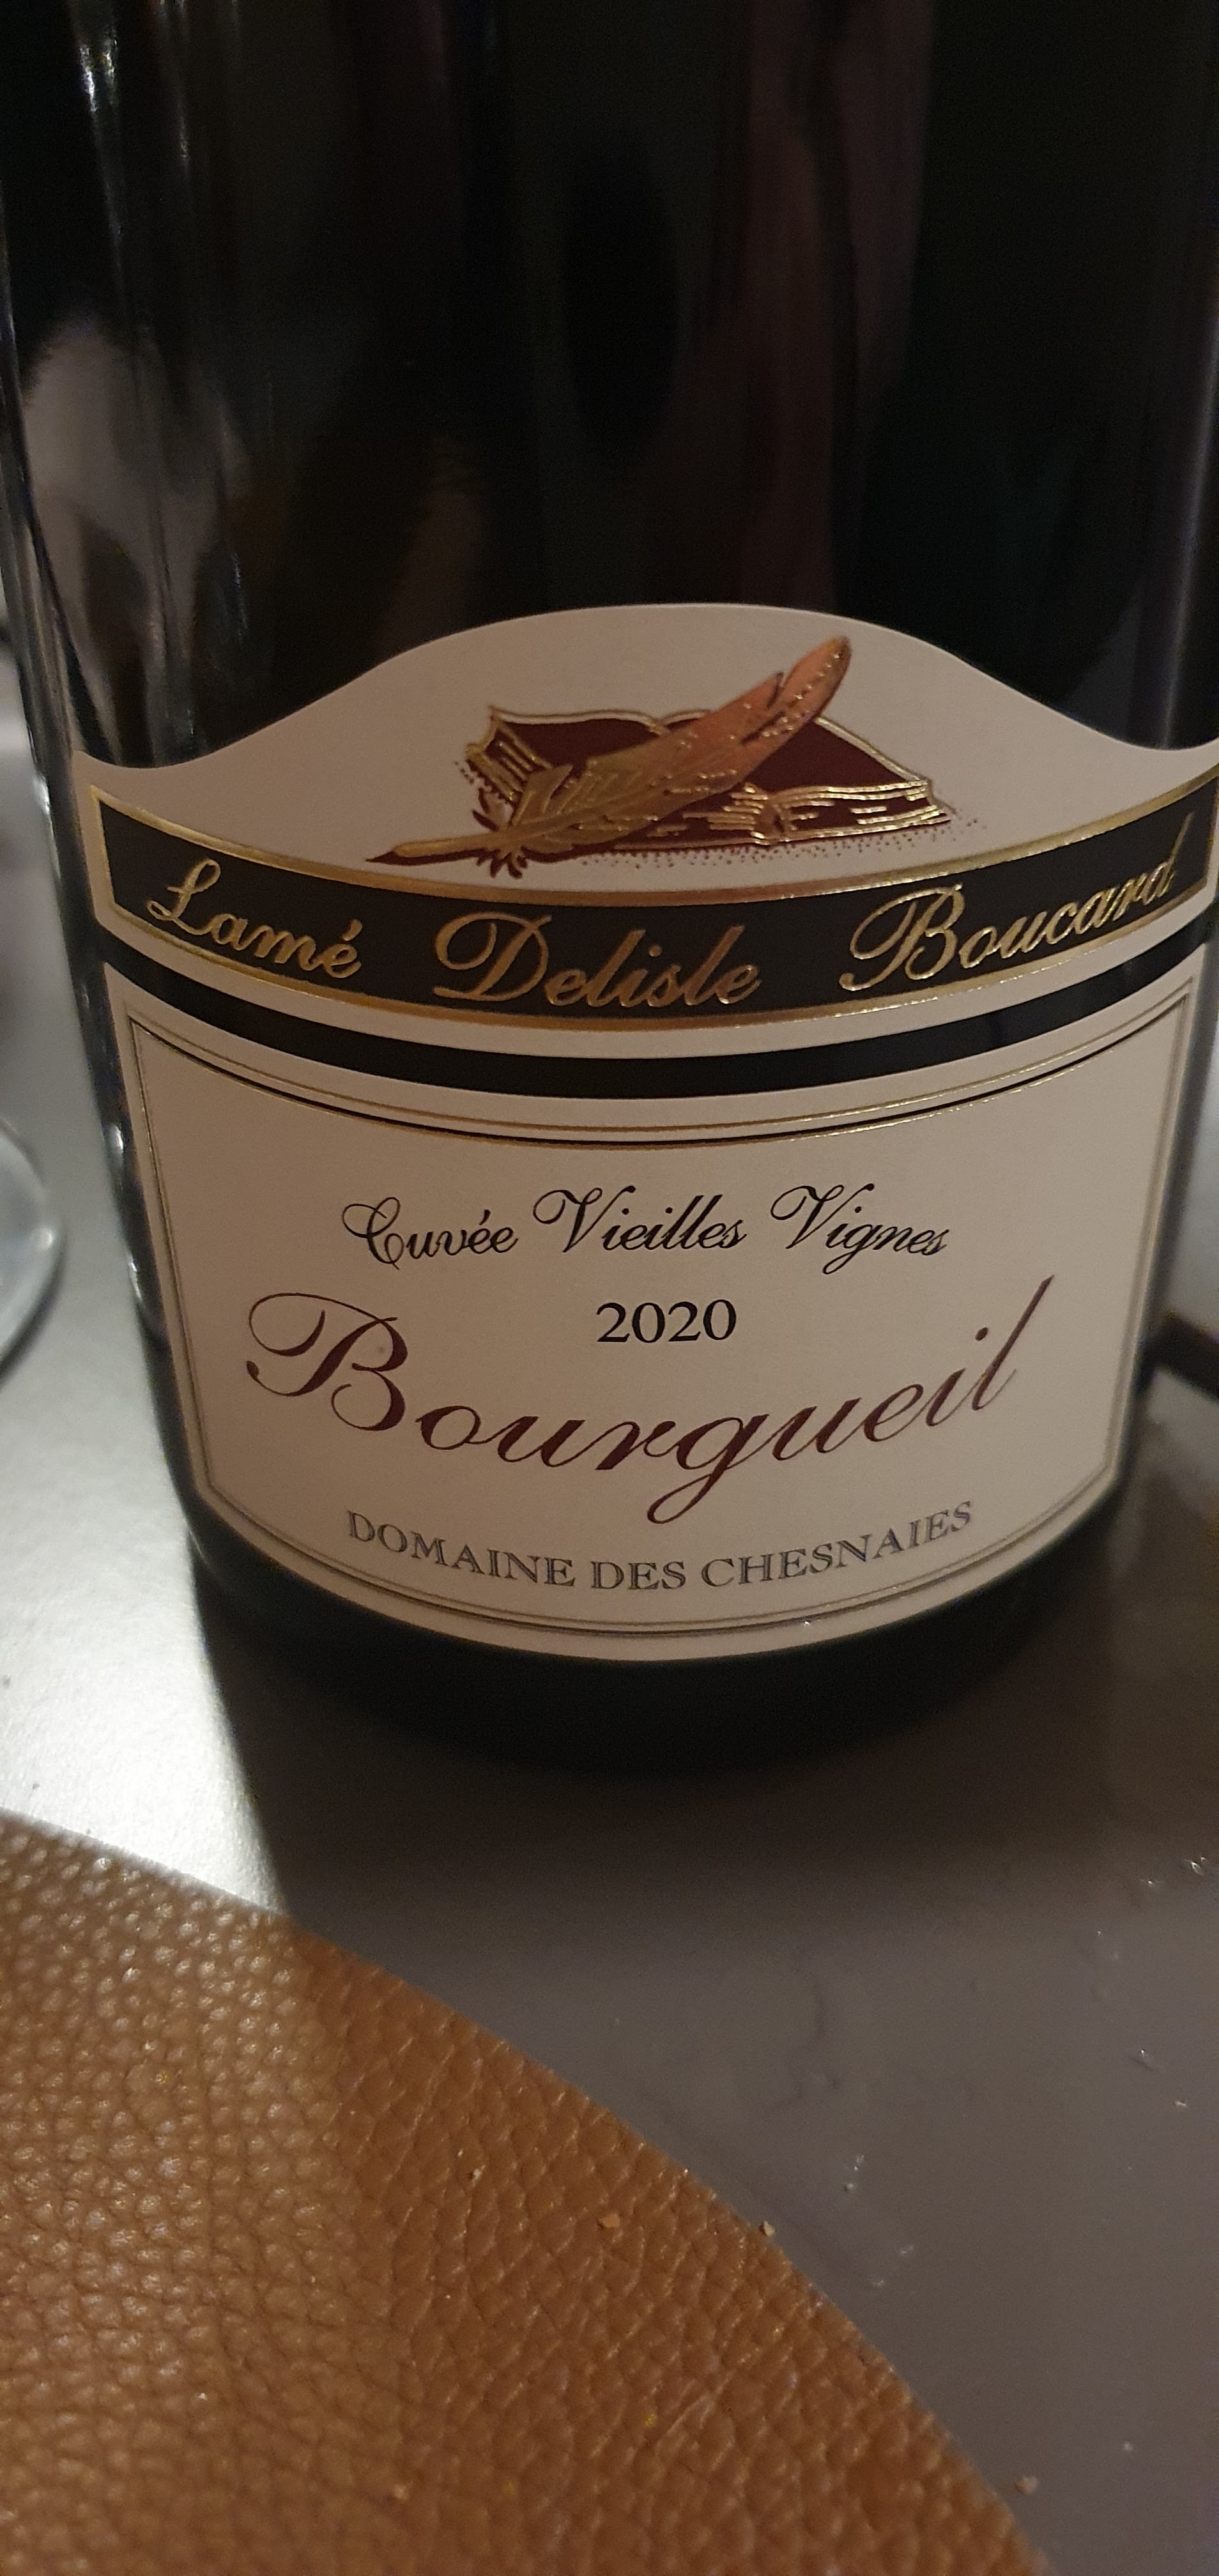 Lamé Delisle Boucard
Cuvée Vieilles Vignes
2020
Bourgueil
DOMAINE DES CHESNAIES